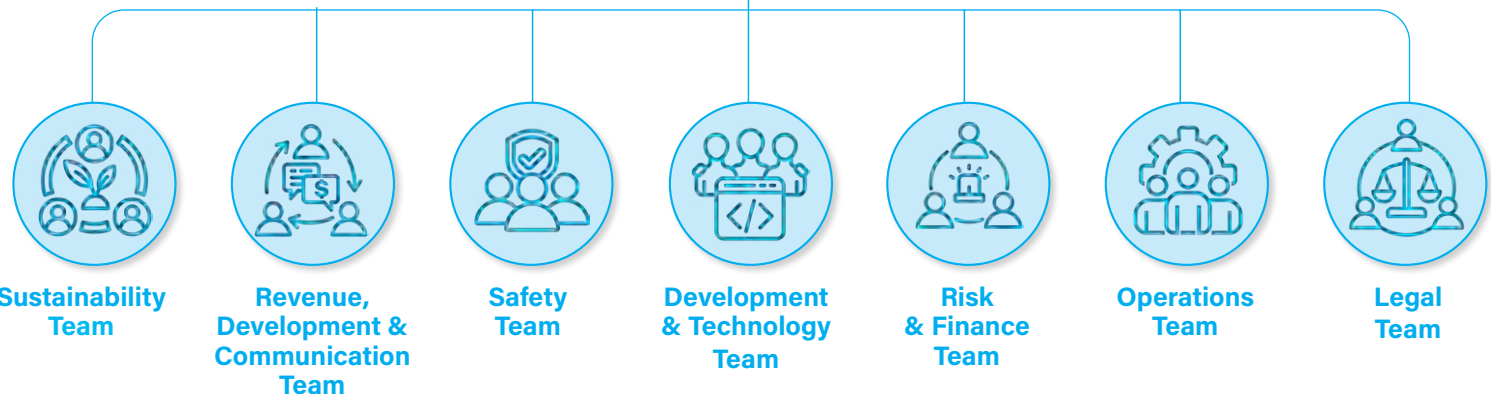 Sustainability
Team
Revenue,
Development &
Communication
Team
Safety
Team
Development
& Technology
Team
Risk
& Finance
Team
Operations
Team
Legal
Team